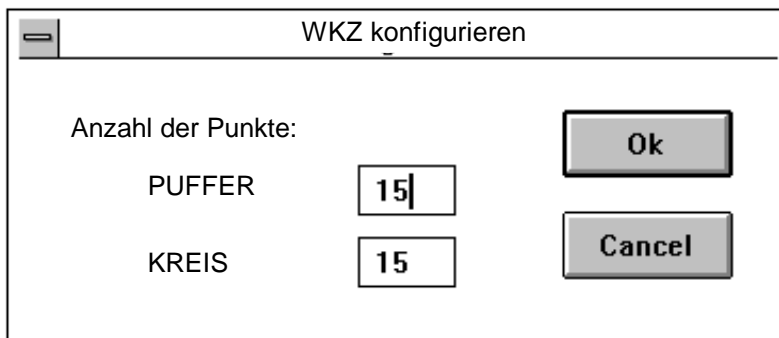 WKZ konfigurieren
Anzahl der Punkte:
PUFFER 15
KREIS 15
Ok
Cancel